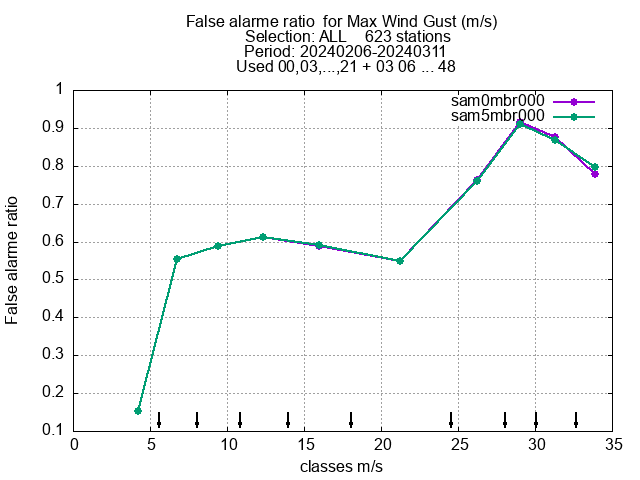 False alarme ratio  for Max Wind Gust (m/s)
Selection: ALL    623 stations
Period: 20240206-20240311
Used 00,03,...,21 + 03 06 ... 48
sam0mbr000
sam5mbr000
1
0.9
0.8
0.7
0.6
0.5
0.4
0.3
0.2
0.1
False alarme ratio
0 5 10 15 20 25 30 35
classes m/s